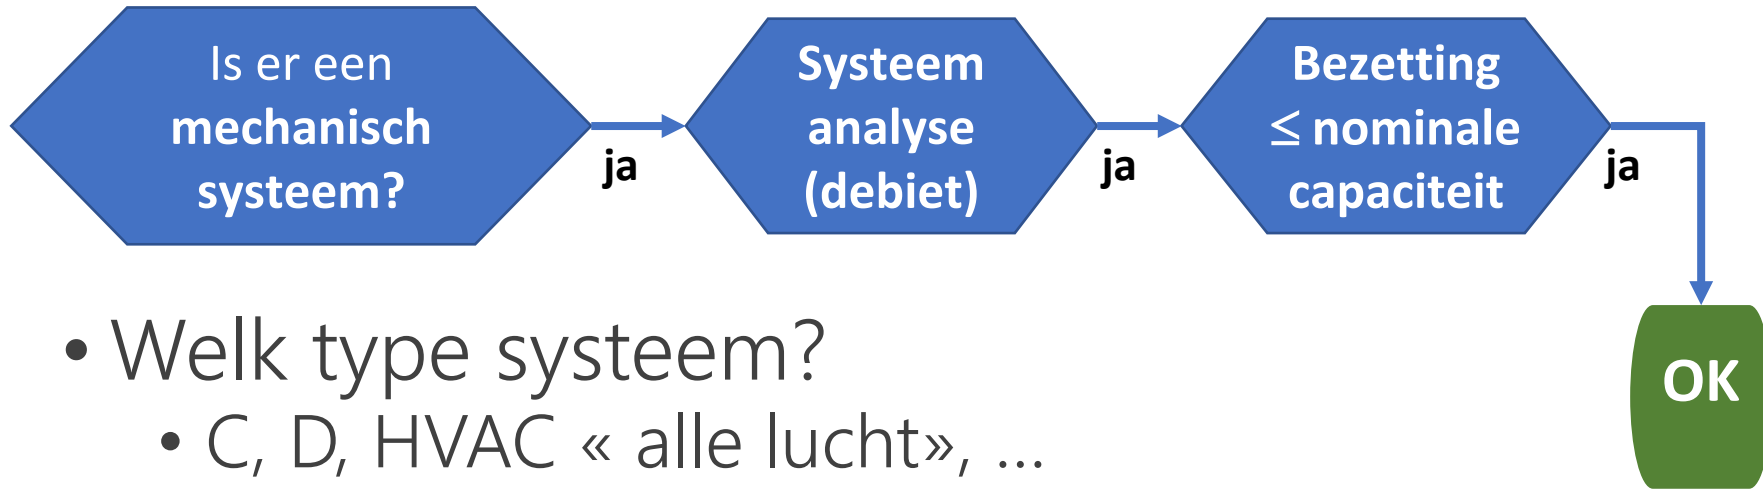 Is er een
mechanisch
systeem?
ja
Systeem
analyse
(debiet)
ja
Bezetting
≤ nominale
capaciteit
ja
OK
• Welk type systeem?
• C, D, HVAC « alle lucht», ...